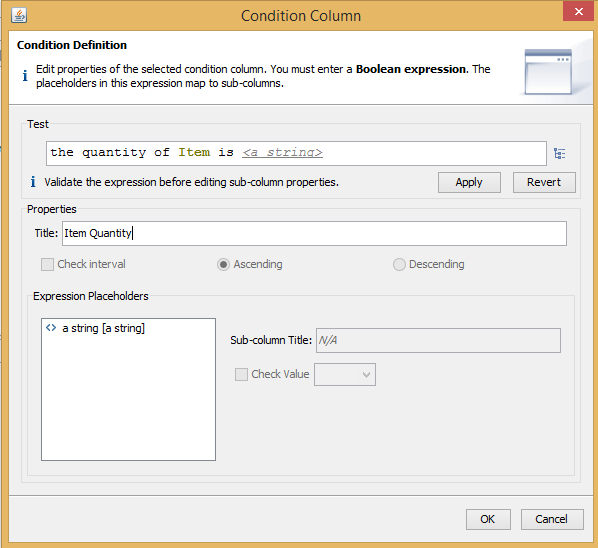 Condition Column
Condition Definition
Edit properties of the selected condition column. You must enter a Boolean expression. The
placeholders in this expression map to sub-columns.
Test
the quantity of Item is <a string>
Validate the expression before editing sub-column properties.
Apply
Revert
Properties
Title: Item Quantity
Check interval
Ascending
Descending
Expression Placeholders
<> a string [a string]
Sub-column Title: N/A
Check Value
OK
Cancel